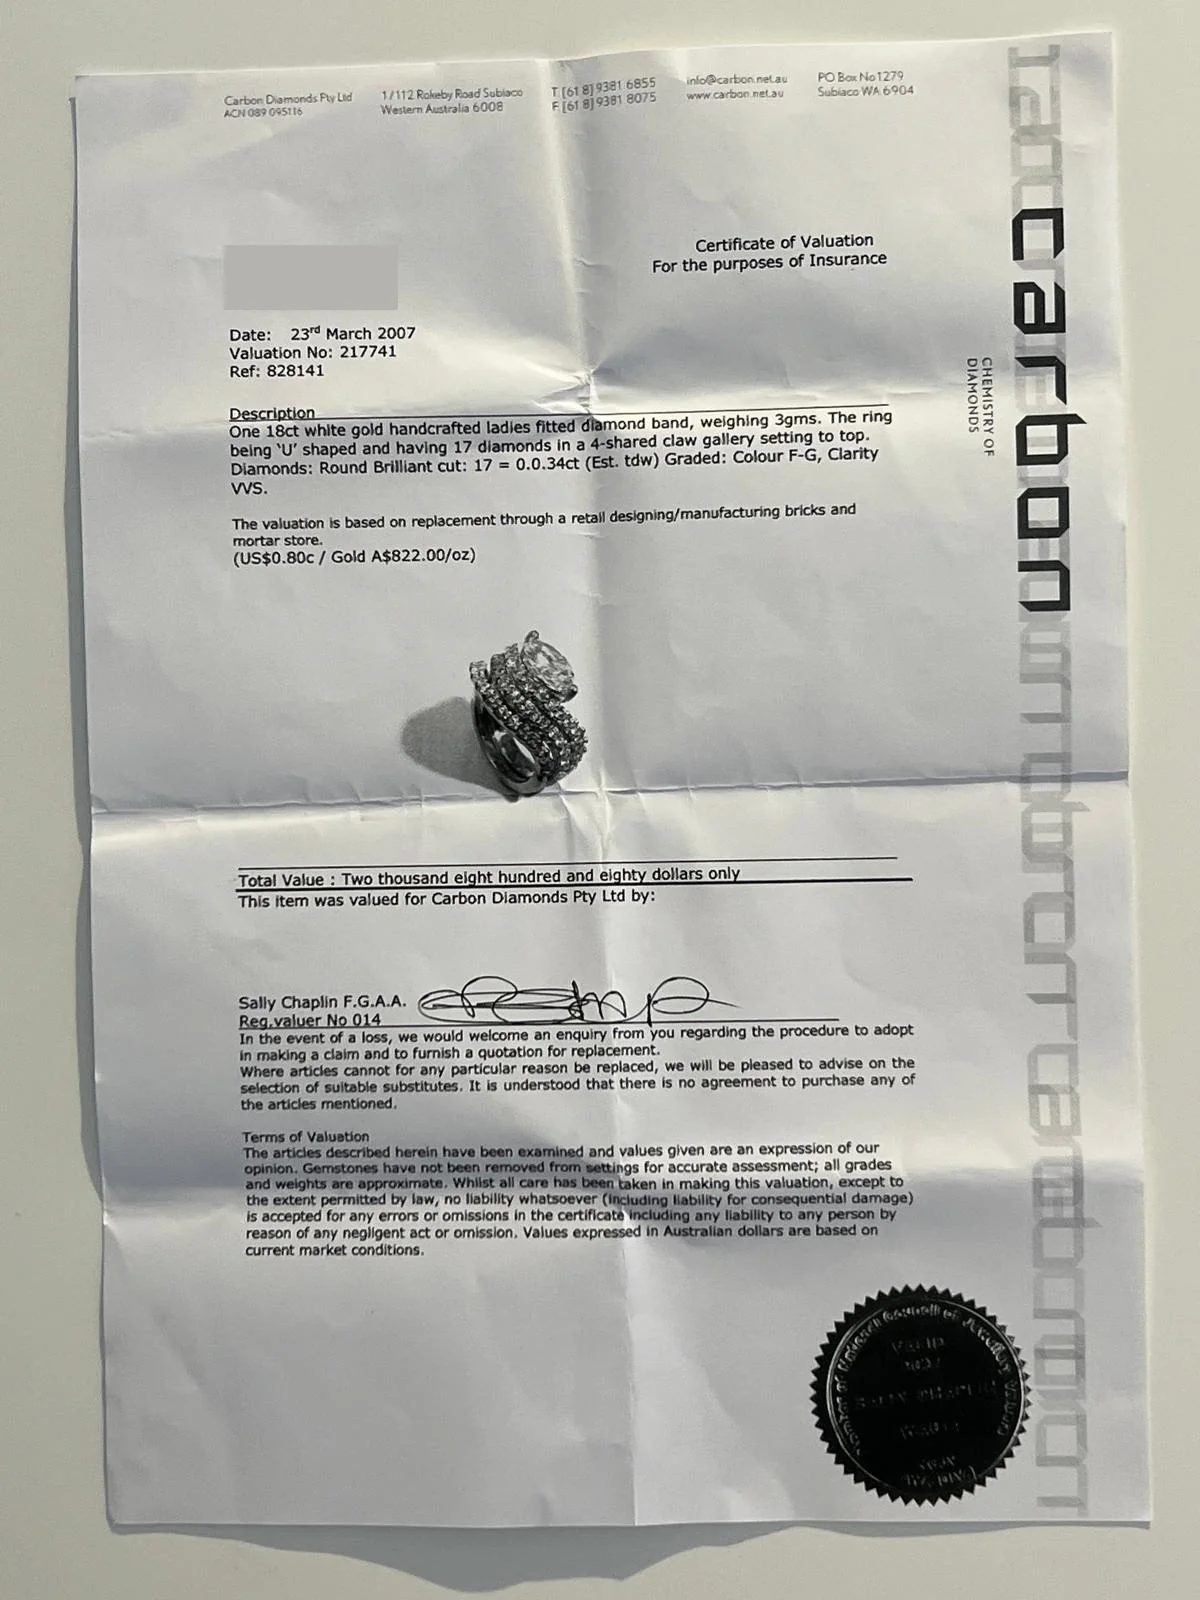 Carbon Diamonds Pty Ltd
ACN 089 095116
1/112 Rokeby Road Subiaco
Western Australia 6008
T [61 8] 9381 6855
F [61 8] 9381 8075
info@carbon.net.au
www.carbon.net.au
PO Box No 1279
Subiaco WA 6904
carbon
CHEMISTRY OF
DIAMONDS
Certificate of Valuation
For the purposes of Insurance
Date: 23rd March 2007
Valuation No: 217741
Ref: 828141
Description
One 18ct white gold handcrafted ladies fitted diamond band, weighing 3gms. The ring
being ‘U’ shaped and having 17 diamonds in a 4-shared claw gallery setting to top.
Diamonds: Round Brilliant cut: 17 = 0.0.34ct (Est. tdw) Graded: Colour F-G, Clarity
VVS.
The valuation is based on replacement through a retail designing/manufacturing bricks and
mortar store.
(US$0.80c / Gold A$822.00/oz)
Total Value : Two thousand eight hundred and eighty dollars only
This item was valued for Carbon Diamonds Pty Ltd by:
Sally Chaplin F.G.A.A.
Reg.valuer No 014
In the event of a loss, we would welcome an enquiry from you regarding the procedure to adopt
in making a claim and to furnish a quotation for replacement.
Where articles cannot for any particular reason be replaced, we will be pleased to advise on the
selection of suitable substitutes. It is understood that there is no agreement to purchase any of
the articles mentioned.
Terms of Valuation
The articles described herein have been examined and values given are an expression of our
opinion. Gemstones have not been removed from settings for accurate assessment; all grades
and weights are approximate. Whilst all care has been taken in making this valuation, except to
the extent permitted by law, no liability whatsoever (including liability for consequential damage)
is accepted for any errors or omissions in the certificate including any liability to any person by
reason of any negligent act or omission. Values expressed in Australian dollars are based on
current market conditions.
National Council of Jewellery Valuers